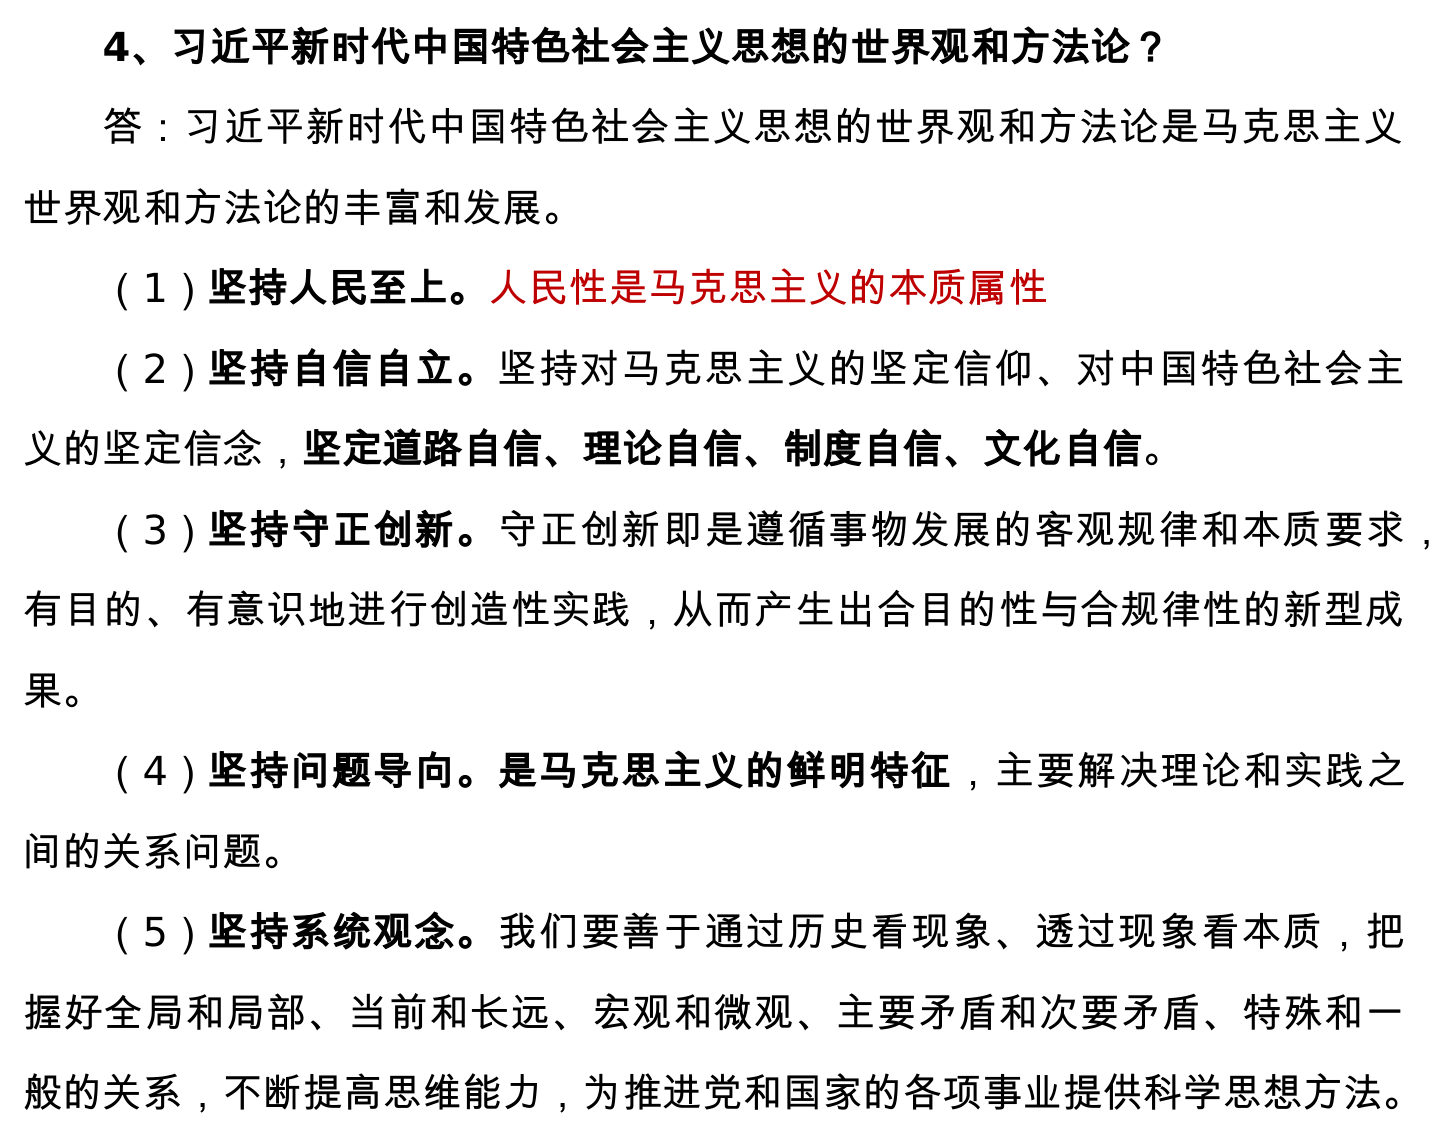 4、习近平新时代中国特色社会主义思想的世界观和方法论？
答：习近平新时代中国特色社会主义思想的世界观和方法论是马克思主义
世界观和方法论的丰富和发展。
（1）坚持人民至上。人民性是马克思主义的本质属性
（2）坚持自信自立。坚持对马克思主义的坚定信仰、对中国特色社会主
义的坚定信念，坚定道路自信、理论自信、制度自信、文化自信。
（3）坚持守正创新。守正创新即是遵循事物发展的客观规律和本质要求，
有目的、有意识地进行创造性实践，从而产生出合目的性与合规律性的新型成
果。
（4）坚持问题导向。是马克思主义的鲜明特征，主要解决理论和实践之
间的关系问题。
（5）坚持系统观念。我们要善于通过历史看现象、透过现象看本质，把
握好全局和局部、当前和长远、宏观和微观、主要矛盾和次要矛盾、特殊和一
般的关系，不断提高思维能力，为推进党和国家的各项事业提供科学思想方法。